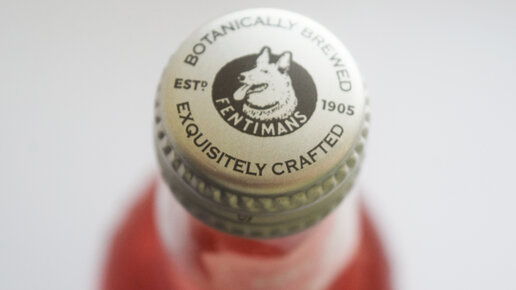 BOTANICALLY BREWED
ESTD
1905
FENTIMANS
EXQUISITELY CRAFTED